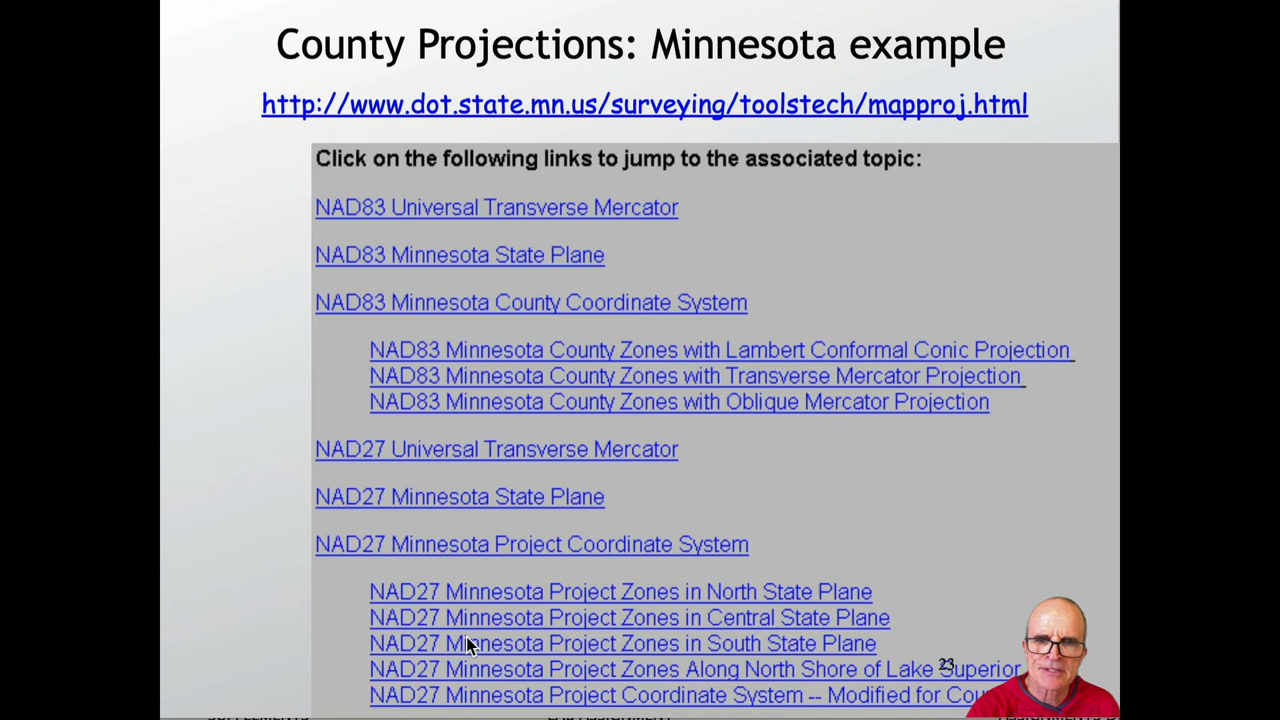 County Projections: Minnesota example
http://www.dot.state.mn.us/surveying/toolstech/mapproj.html
Click on the following links to jump to the associated topic:
NAD83 Universal Transverse Mercator
NAD83 Minnesota State Plane
NAD83 Minnesota County Coordinate System
NAD83 Minnesota County Zones with Lambert Conformal Conic Projection
NAD83 Minnesota County Zones with Transverse Mercator Projection
NAD83 Minnesota County Zones with Oblique Mercator Projection
NAD27 Universal Transverse Mercator
NAD27 Minnesota State Plane
NAD27 Minnesota Project Coordinate System
NAD27 Minnesota Project Zones in North State Plane
NAD27 Minnesota Project Zones in Central State Plane
NAD27 Minnesota Project Zones in South State Plane
NAD27 Minnesota Project Zones Along North Shore of Lake Superior
23
NAD27 Minnesota Project Coordinate System -- Modified for